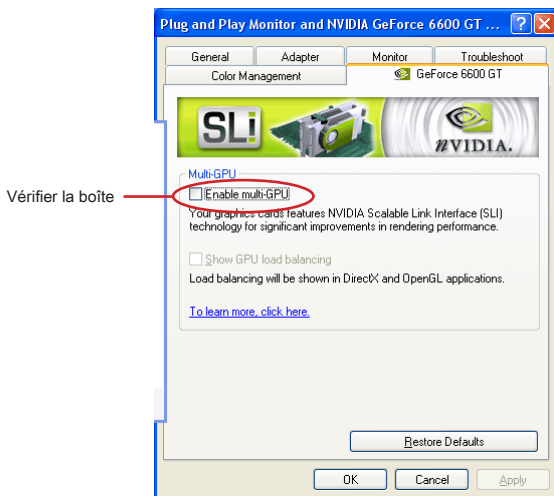 Plug and Play Monitor and NVIDIA GeForce 6600 GT ...
General Adapter Monitor Troubleshoot
Color Management GeForce 6600 GT
SLI nVIDIA.
Multi-GPU
Vérifier la boîte
Enable multi-GPU
Your graphics cards features NVIDIA Scalable Link Interface (SLI)
technology for significant improvements in rendering performance.
Show GPU load balancing
Load balancing will be shown in DirectX and OpenGL applications.
To learn more, click here.
Restore Defaults
OK Cancel Apply